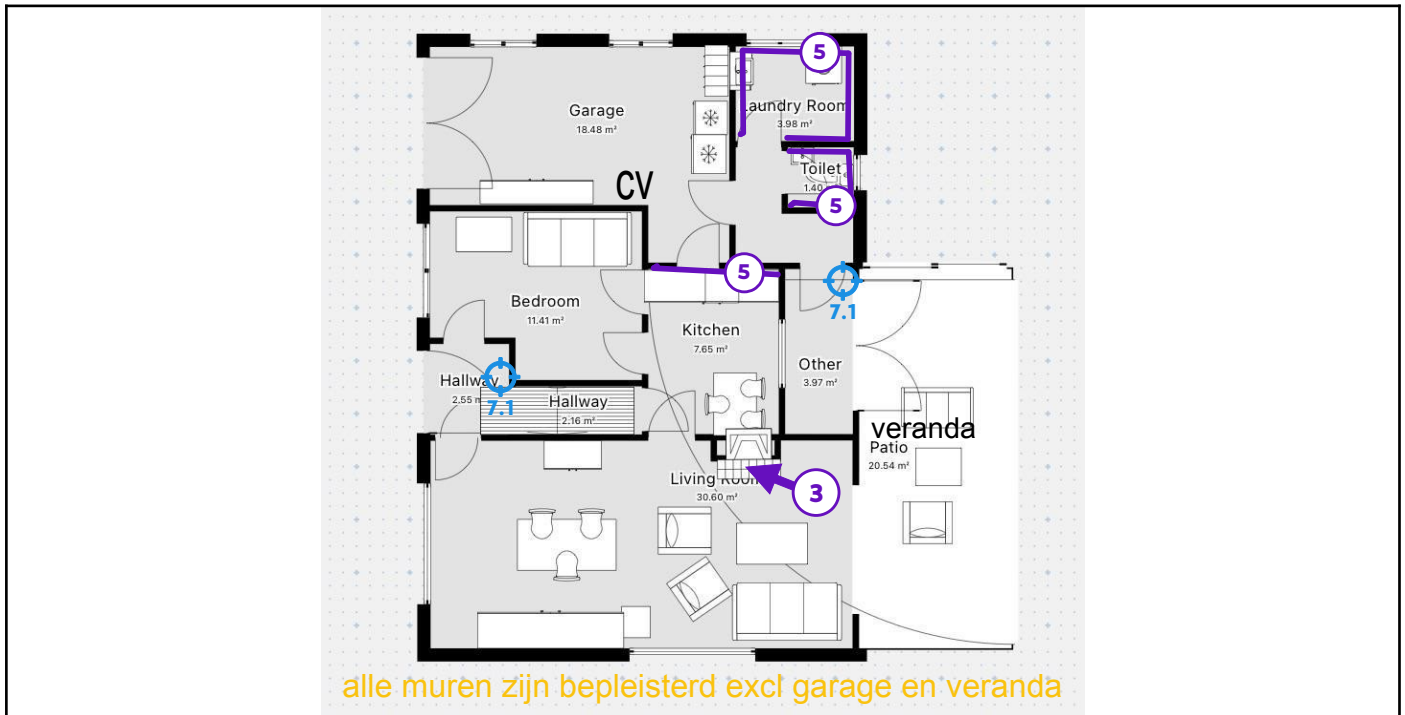 5
Laundry Room
3.98 m²
Garage
18.48 m²
CV
Toilet
1.40
5
5
7.1
Bedroom
11.41 m²
Kitchen
7.65 m²
Other
3.97 m²
Hallway
2.55 m²
7.1
Hallway
2.16 m²
veranda
Patio
20.54 m²
Living Room
30.60 m²
3
alle muren zijn bepleisterd excl garage en veranda